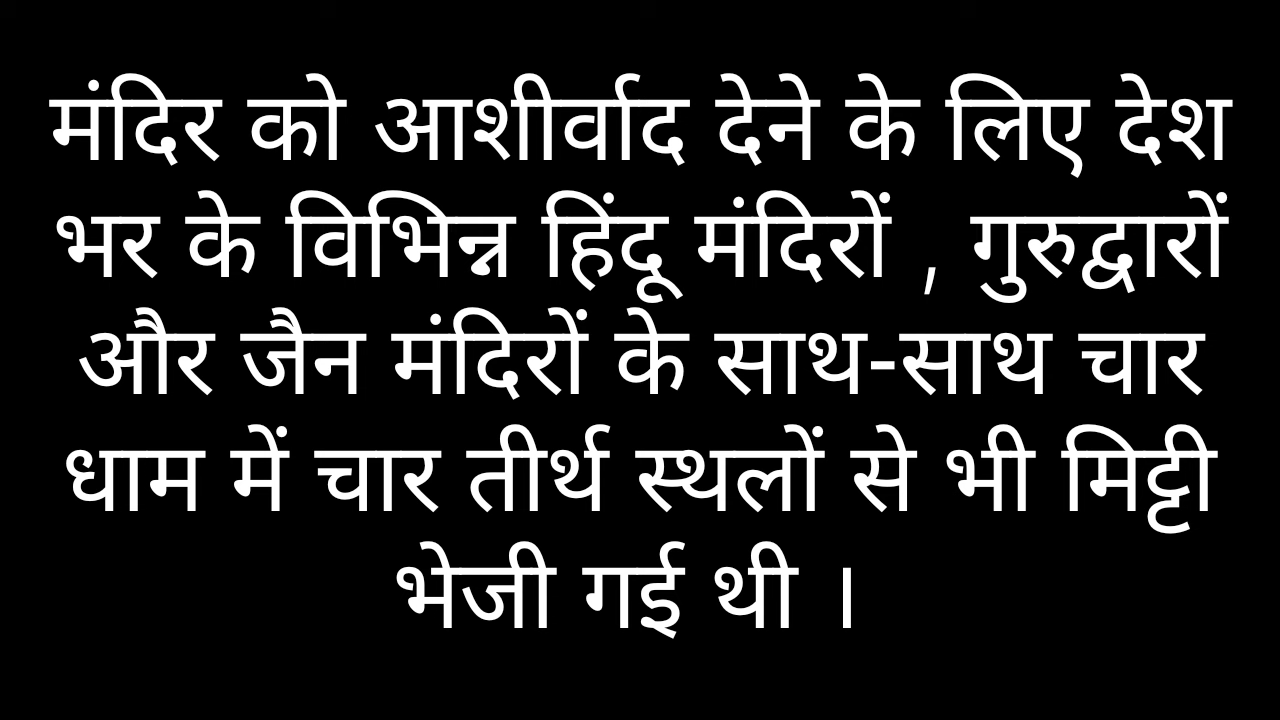 मंदिर को आशीर्वाद देने के लिए देश
भर के विभिन्न हिंदू मंदिरों , गुरुद्वारों
और जैन मंदिरों के साथ-साथ चार
धाम में चार तीर्थ स्थलों से भी मिट्टी
भेजी गई थी ।